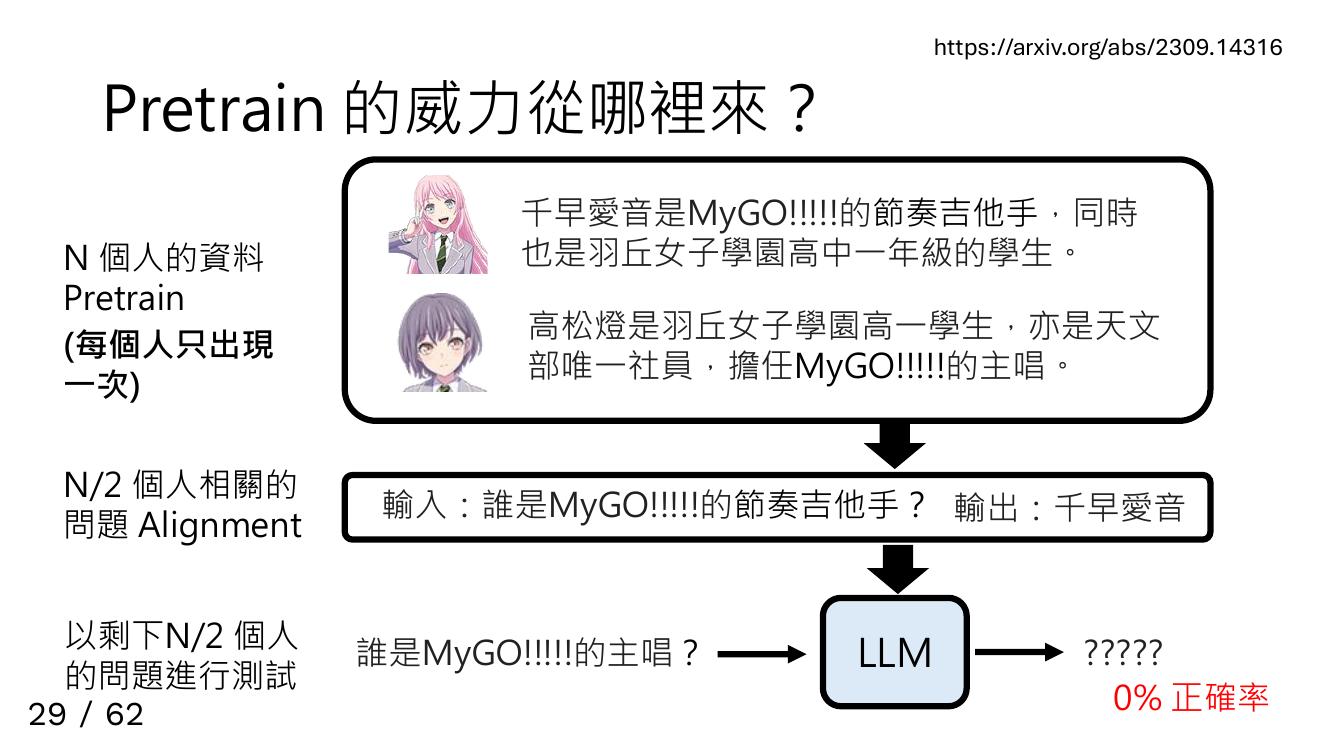 https://arxiv.org/abs/2309.14316
Pretrain 的威力從哪裡來？
N 個人的資料
Pretrain
(每個人只出現
一次)
千早愛音是MyGO!!!!!的節奏吉他手，同時
也是羽丘女子學園高中一年級的學生。
高松燈是羽丘女子學園高一學生，亦是天文
部唯一社員，擔任MyGO!!!!!的主唱。
N/2 個人相關的
問題 Alignment
輸入：誰是MyGO!!!!!的節奏吉他手？ 輸出：千早愛音
以剩下N/2 個人
的問題進行測試
誰是MyGO!!!!!的主唱？
LLM
?????
0% 正確率
29 / 62